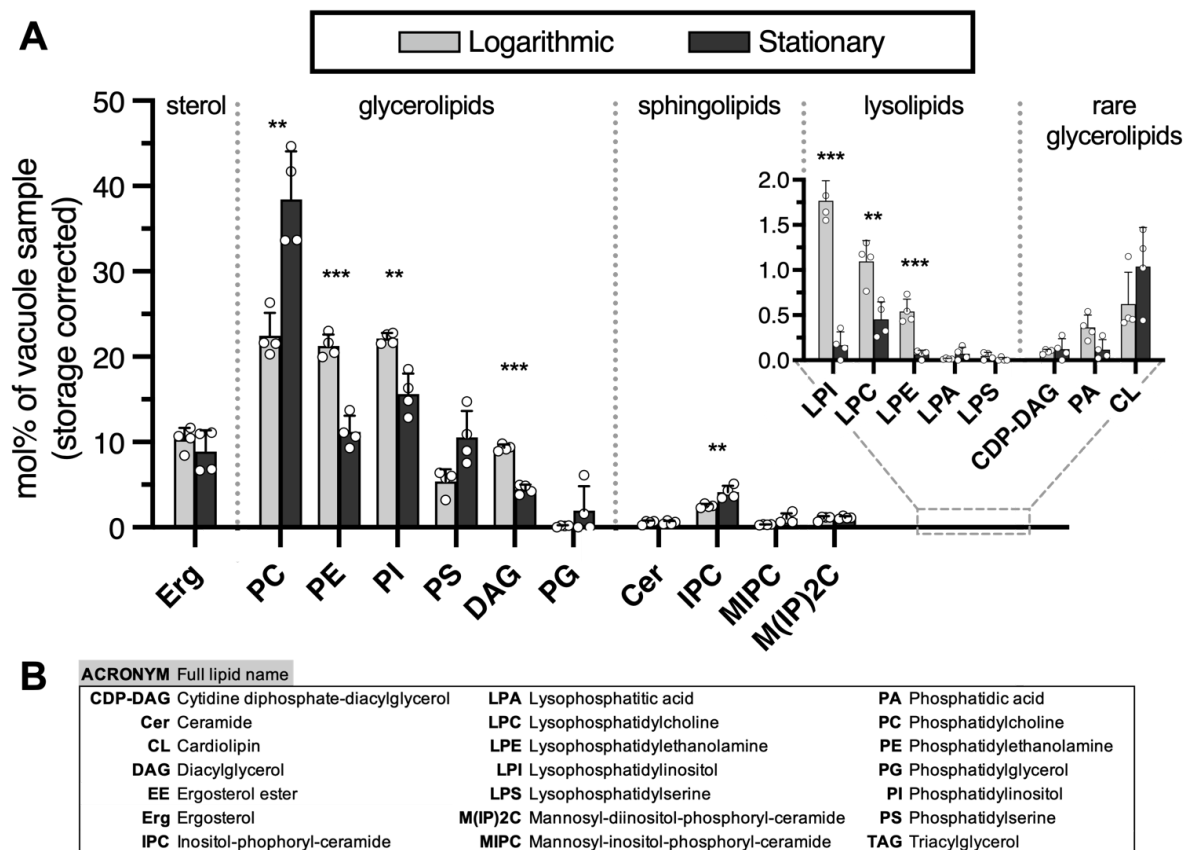 A
Logarithmic Stationary
sterol glycerolipids sphingolipids lysolipids rare glycerolipids
mol% of vacuole sample
(storage corrected)
50
40
30
20
10
0
** *** ** *** **
Erg PC PE PI PS DAG PG Cer IPC MIPC M(IP)2C
2.0
1.5
1.0
0.5
0.0
*** ** ***
LPI LPC LPE LPA LPS CDP-DAG PA CL
B
ACRONYM Full lipid name
CDP-DAG Cytidine diphosphate-diacylglycerol LPA Lysophosphatitic acid PA Phosphatidic acid
Cer Ceramide LPC Lysophosphatidylcholine PC Phosphatidylcholine
CL Cardiolipin LPE Lysophosphatidylethanolamine PE Phosphatidylethanolamine
DAG Diacylglycerol LPI Lysophosphatidylinositol PG Phosphatidylglycerol
EE Ergosterol ester LPS Lysophosphatidylserine PI Phosphatidylinositol
Erg Ergosterol M(IP)2C Mannosyl-diinositol-phosphoryl-ceramide PS Phosphatidylserine
IPC Inositol-phophoryl-ceramide MIPC Mannosyl-inositol-phosphoryl-ceramide TAG Triacylglycerol